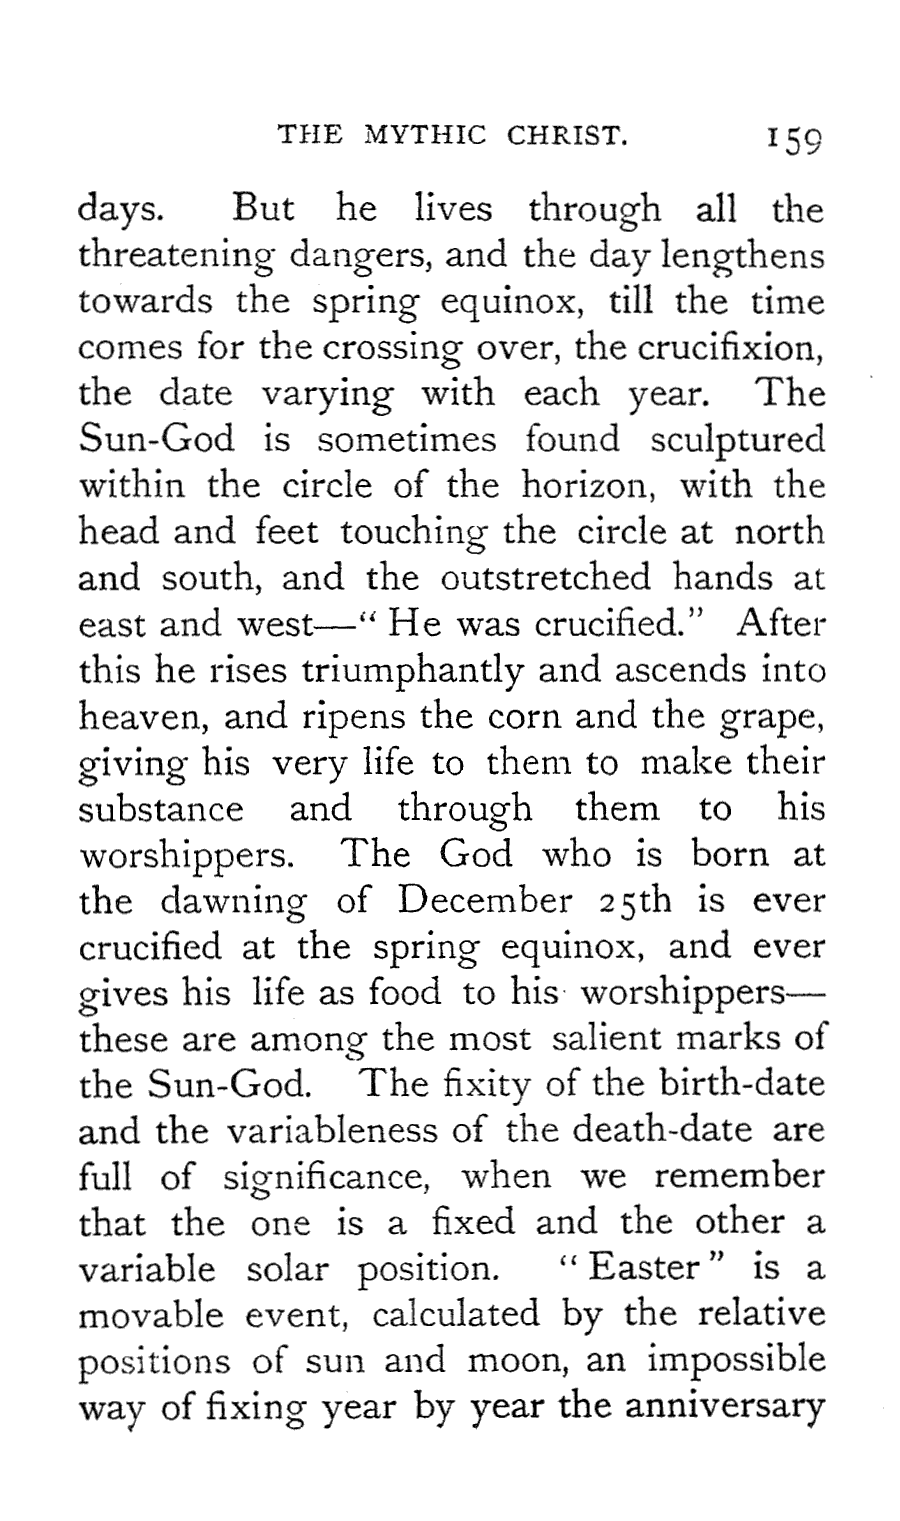 THE MYTHIC CHRIST. 159
days. But he lives through all the
threatening dangers, and the day lengthens
towards the spring equinox, till the time
comes for the crossing over, the crucifixion,
the date varying with each year. The
Sun-God is sometimes found sculptured
within the circle of the horizon, with the
head and feet touching the circle at north
and south, and the outstretched hands at
east and west—“ He was crucified.” After
this he rises triumphantly and ascends into
heaven, and ripens the corn and the grape,
giving his very life to them to make their
substance and through them to his
worshippers. The God who is born at
the dawning of December 25th is ever
crucified at the spring equinox, and ever
gives his life as food to his worshippers—
these are among the most salient marks of
the Sun-God. The fixity of the birth-date
and the variableness of the death-date are
full of significance, when we remember
that the one is a fixed and the other a
variable solar position. “ Easter ” is a
movable event, calculated by the relative
positions of sun and moon, an impossible
way of fixing year by year the anniversary